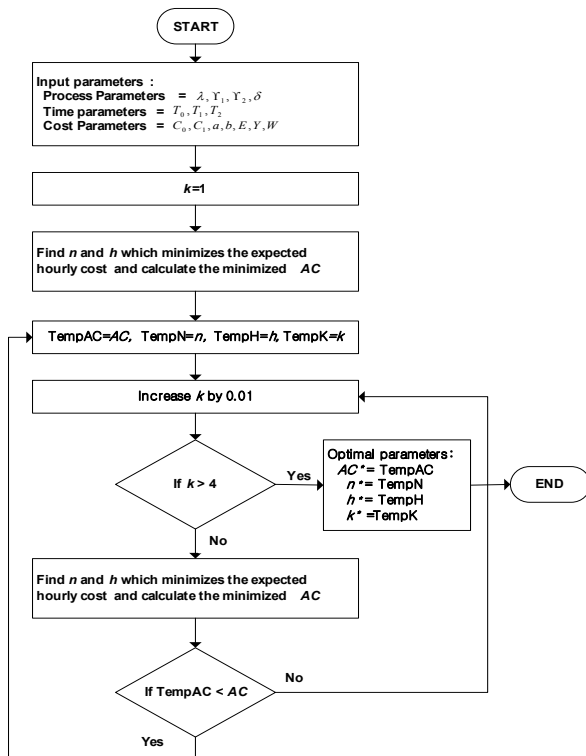 START
Input parameters :
Process Parameters = λ, ϒ₁, ϒ₂, δ
Time parameters = T₀, T₁, T₂
Cost Parameters = C₀, C₁, a, b, E, Y, W
k=1
Find n and h which minimizes the expected
hourly cost and calculate the minimized AC
TempAC=AC, TempN=n, TempH=h, TempK=k
Increase k by 0.01
If k > 4
Yes
Optimal parameters:
AC*= TempAC
n*= TempN
h*= TempH
k* =TempK
END
No
Find n and h which minimizes the expected
hourly cost and calculate the minimized AC
If TempAC < AC
No
Yes